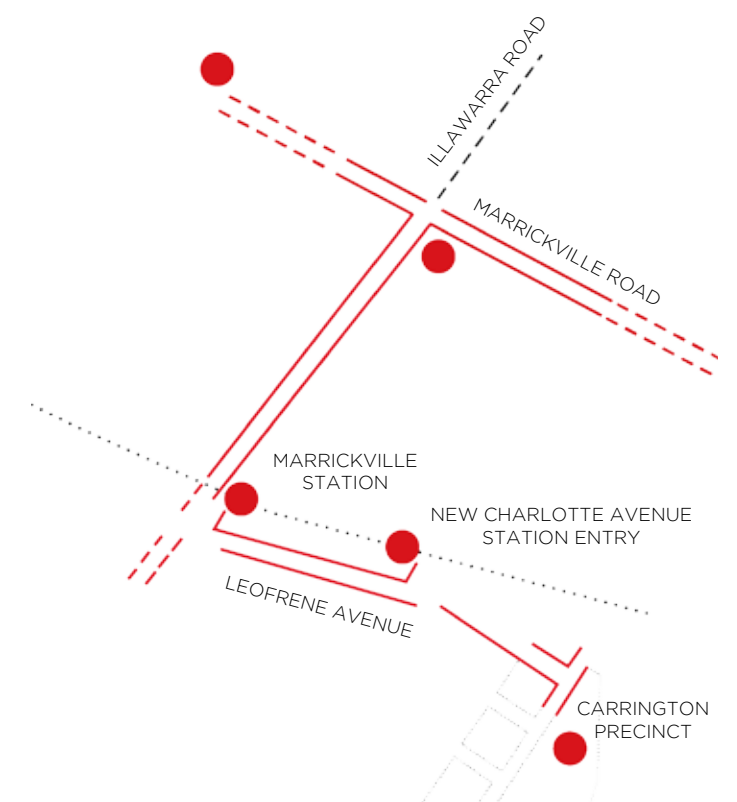 ILLAWARRA ROAD
MARRICKVILLE ROAD
MARRICKVILLE
STATION
NEW CHARLOTTE AVENUE
STATION ENTRY
LEOFRENE AVENUE
CARRINGTON
PRECINCT